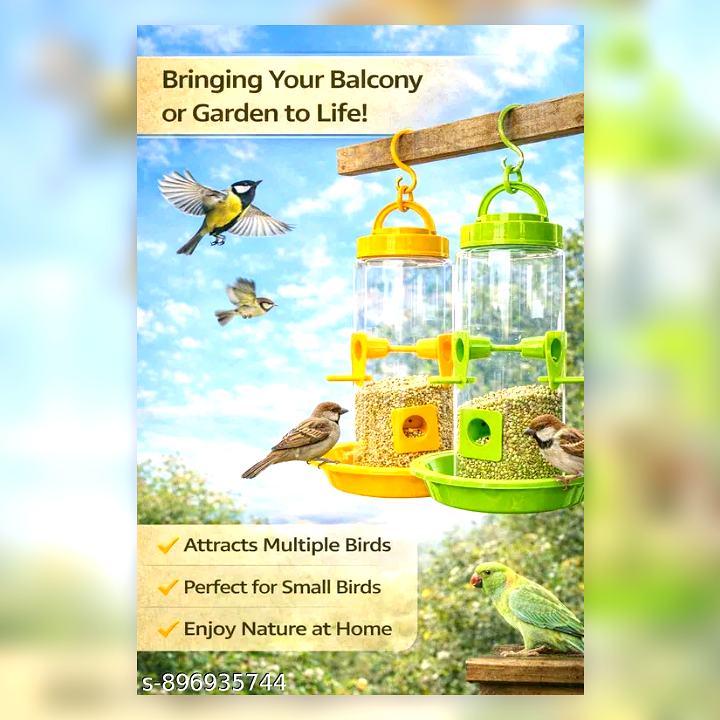 Bringing Your Balcony
or Garden to Life!
Attracts Multiple Birds
Perfect for Small Birds
Enjoy Nature at Home
s-896935744